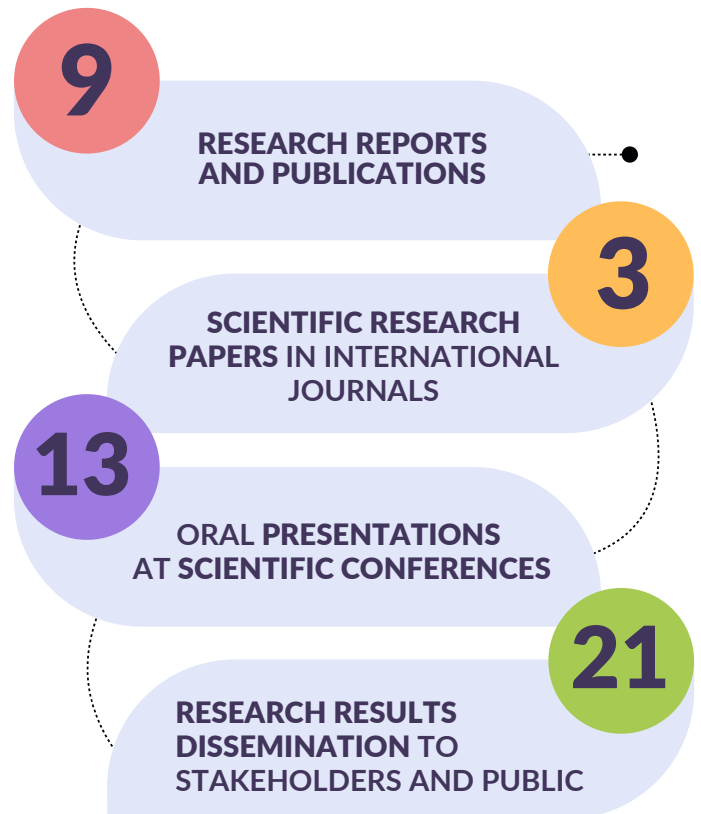 9
RESEARCH REPORTS
AND PUBLICATIONS
3
SCIENTIFIC RESEARCH
PAPERS IN INTERNATIONAL
JOURNALS
13
ORAL PRESENTATIONS
AT SCIENTIFIC CONFERENCES
21
RESEARCH RESULTS
DISSEMINATION TO
STAKEHOLDERS AND PUBLIC